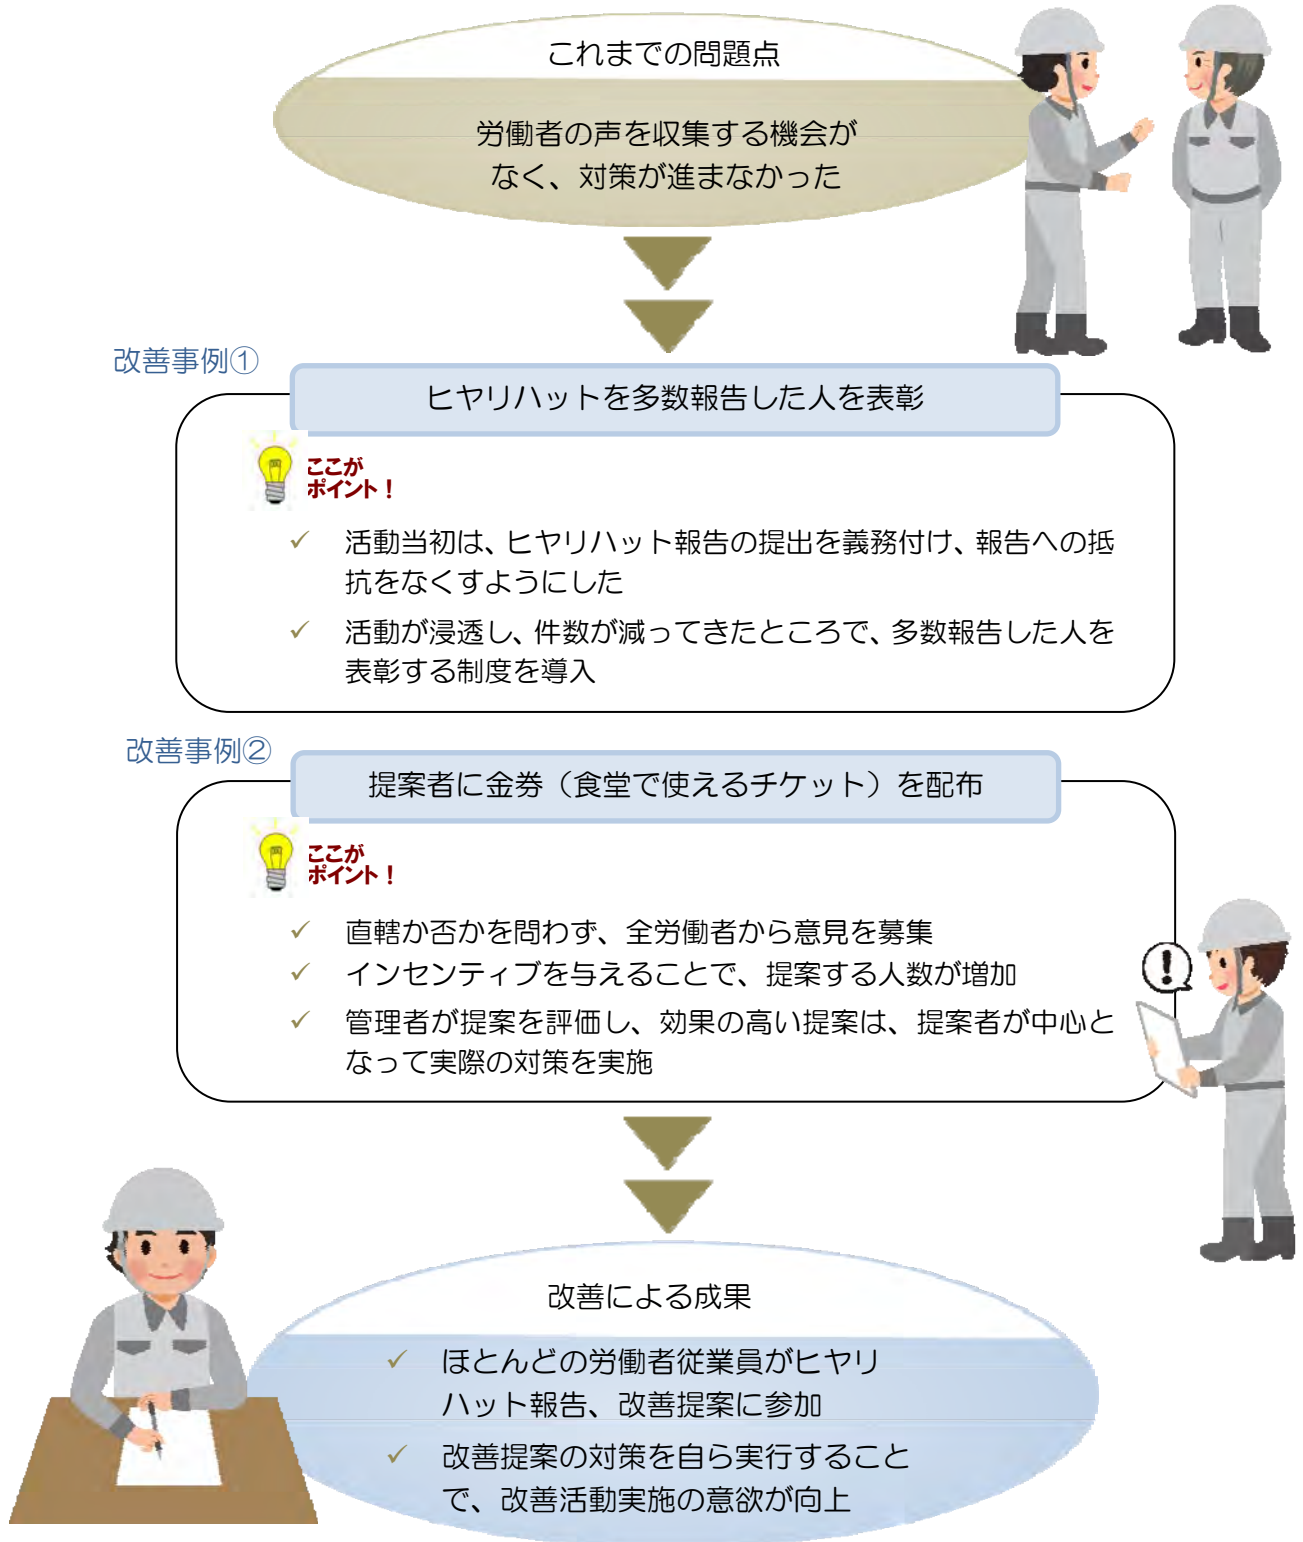 これまでの問題点
労働者の声を収集する機会が
なく、対策が進まなかった
改善事例①
ヒヤリハットを多数報告した人を表彰
ここが
ポイント！
✓ 活動当初は、ヒヤリハット報告の提出を義務付け、報告への抵
抗をなくすようにした
✓ 活動が浸透し、件数が減ってきたところで、多数報告した人を
表彰する制度を導入
改善事例②
提案者に金券（食堂で使えるチケット）を配布
ここが
ポイント！
✓ 直轄か否かを問わず、全労働者から意見を募集
✓ インセンティブを与えることで、提案する人数が増加
✓ 管理者が提案を評価し、効果の高い提案は、提案者が中心と
なって実際の対策を実施
!
改善による成果
✓ ほとんどの労働者従業員がヒヤリ
ハット報告、改善提案に参加
✓ 改善提案の対策を自ら実行すること
で、改善活動実施の意欲が向上